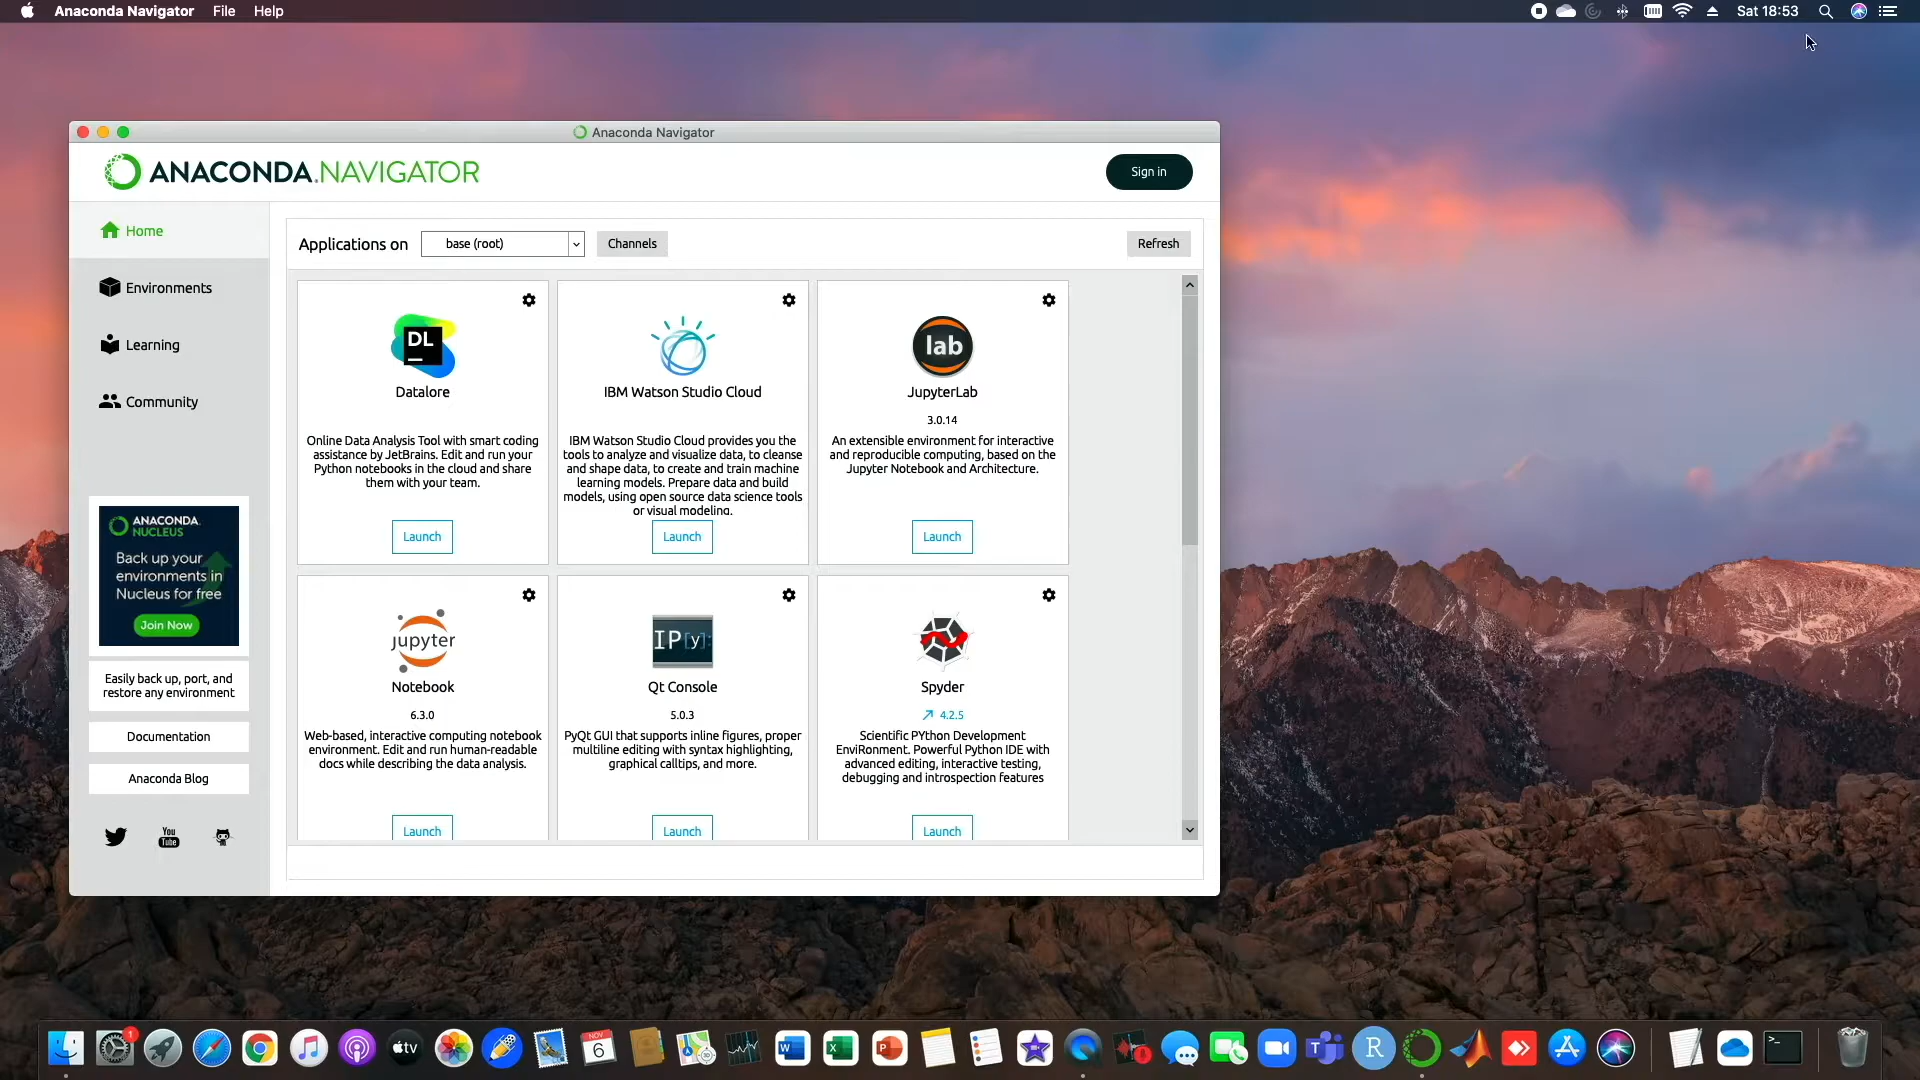 Anaconda Navigator File Help
Sat 18:53
Anaconda Navigator
ANACONDA.NAVIGATOR
Sign in
Home
Environments
Learning
Community
ANACONDA.
NUCLEUS
Back up your
environments in
Nucleus for free
Join Now
Easily back up, port, and
restore any environment
Documentation
Anaconda Blog
You
Tube
Applications on
base (root)
Channels
Refresh
DL
Datalore
Online Data Analysis Tool with smart coding
assistance by JetBrains. Edit and run your
Python notebooks in the cloud and share
them with your team.
Launch
IBM Watson Studio Cloud
IBM Watson Studio Cloud provides you the
tools to analyze and visualize data, to cleanse
and shape data, to create and train machine
learning models. Prepare data and build
models, using open source data science tools
or visual modeling.
Launch
lab
JupyterLab
3.0.14
An extensible environment for interactive
and reproducible computing, based on the
Jupyter Notebook and Architecture.
Launch
jupyter
Notebook
6.3.0
Web-based, interactive computing notebook
environment. Edit and run human-readable
docs while describing the data analysis.
Launch
IP[y]:
Qt Console
5.0.3
PyQt GUI that supports inline figures, proper
multiline editing with syntax highlighting,
graphical calltips, and more.
Launch
Spyder
4.2.5
Scientific PYthon Development
EnviRonment. Powerful Python IDE with
advanced editing, interactive testing,
debugging and introspection features
Launch
1
tv
NOV
6
W
X
P
T
R
>_